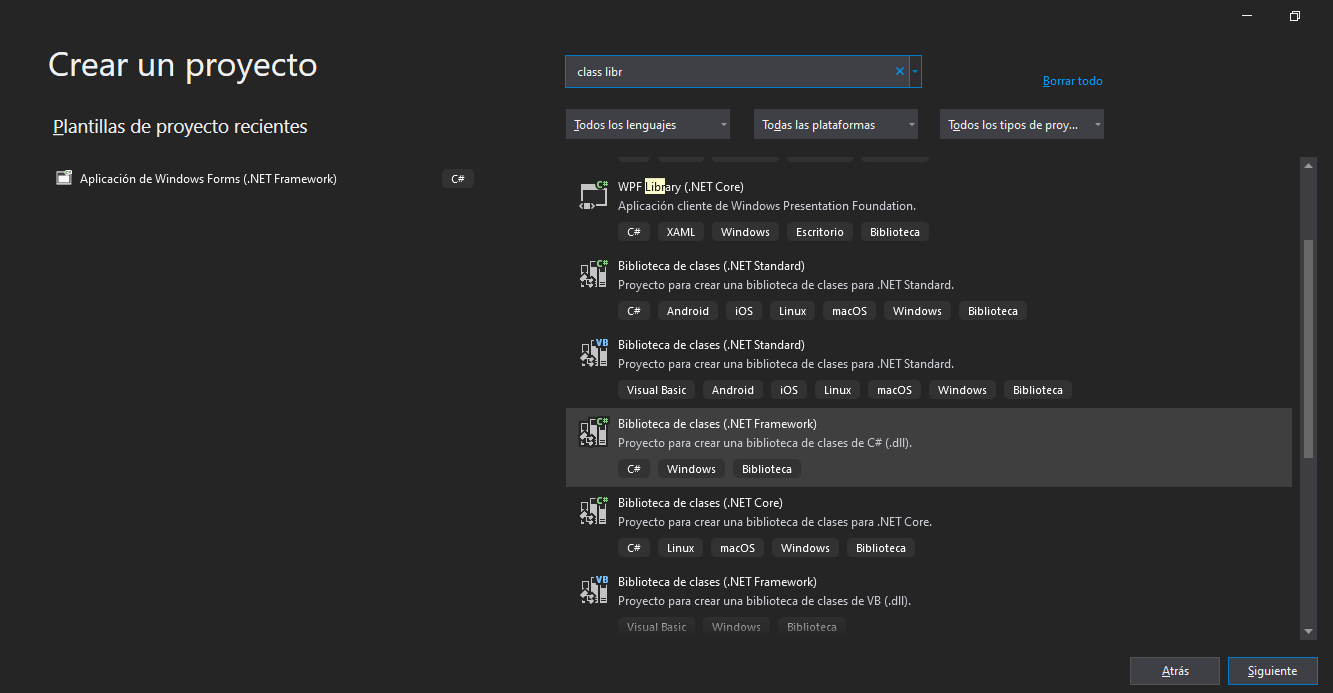 Crear un proyecto
Plantillas de proyecto recientes
Aplicación de Windows Forms (.NET Framework) C#
class libr
Borrar todo
Todos los lenguajes Todas las plataformas Todos los tipos de proy...
C#
WPF Library (.NET Core)
Aplicación cliente de Windows Presentation Foundation.
C# XAML Windows Escritorio Biblioteca
C#
Biblioteca de clases (.NET Standard)
Proyecto para crear una biblioteca de clases para .NET Standard.
C# Android iOS Linux macOS Windows Biblioteca
VB
Biblioteca de clases (.NET Standard)
Proyecto para crear una biblioteca de clases para .NET Standard.
Visual Basic Android iOS Linux macOS Windows Biblioteca
C#
Biblioteca de clases (.NET Framework)
Proyecto para crear una biblioteca de clases de C# (.dll).
C# Windows Biblioteca
C#
Biblioteca de clases (.NET Core)
Proyecto para crear una biblioteca de clases para .NET Core.
C# Linux macOS Windows Biblioteca
VB
Biblioteca de clases (.NET Framework)
Proyecto para crear una biblioteca de clases de VB (.dll).
Visual Basic Windows Biblioteca
Atrás Siguiente